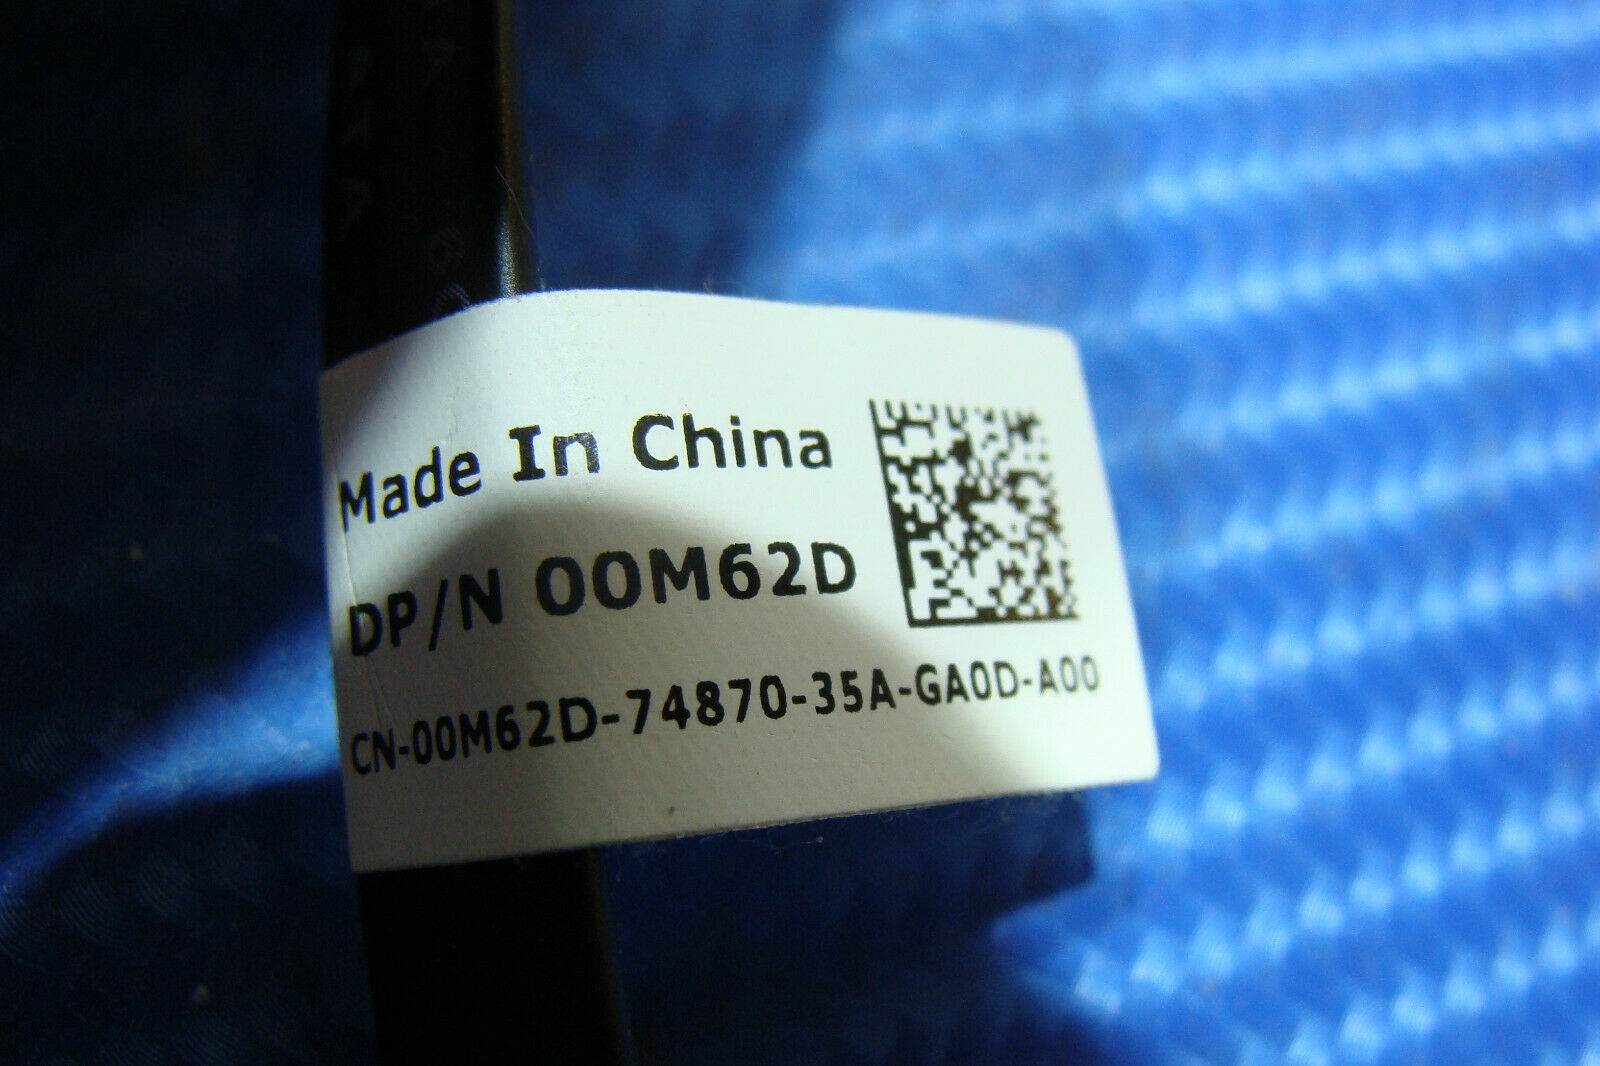 Made In China
DP/N 00M62D
CN-00M62D-74870-35A-GA0D-A00